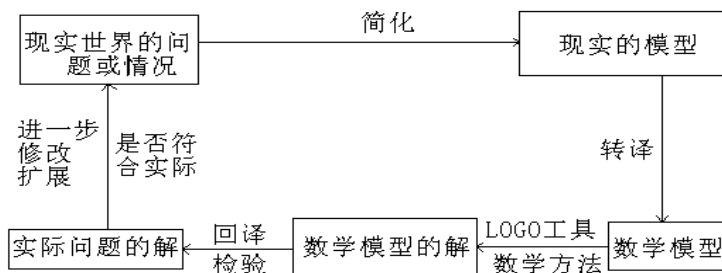 现实世界的问
题或情况
简化
现实的模型
进一步
修改
扩展
是否符
合实际
转译
实际问题的解
回译
检验
数学模型的解
LOGO工具
数学方法
数学模型